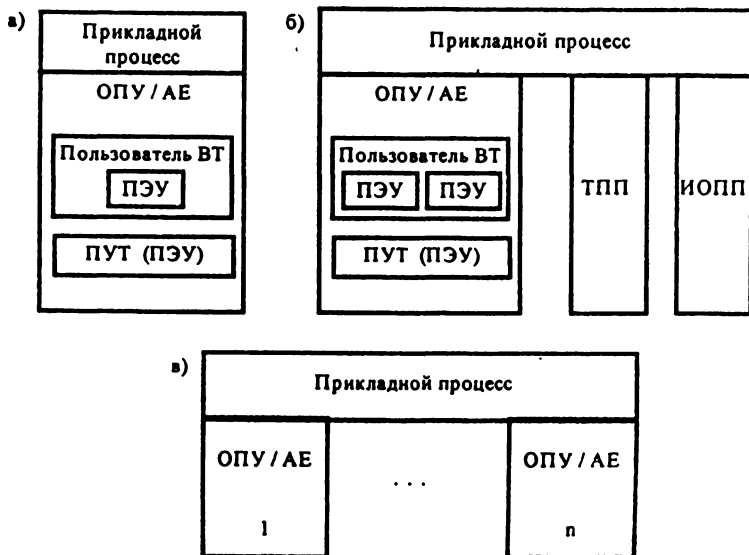 а)
Прикладной
процесс
ОПУ / АЕ
Пользователь ВТ
ПЭУ
ПУТ (ПЭУ)
б)
Прикладной процесс
ОПУ / АЕ
Пользователь ВТ
ПЭУ ПЭУ
ПУТ (ПЭУ)
ТПП
ИОПП
в)
Прикладной процесс
ОПУ / АЕ
1
. . .
ОПУ / АЕ
n